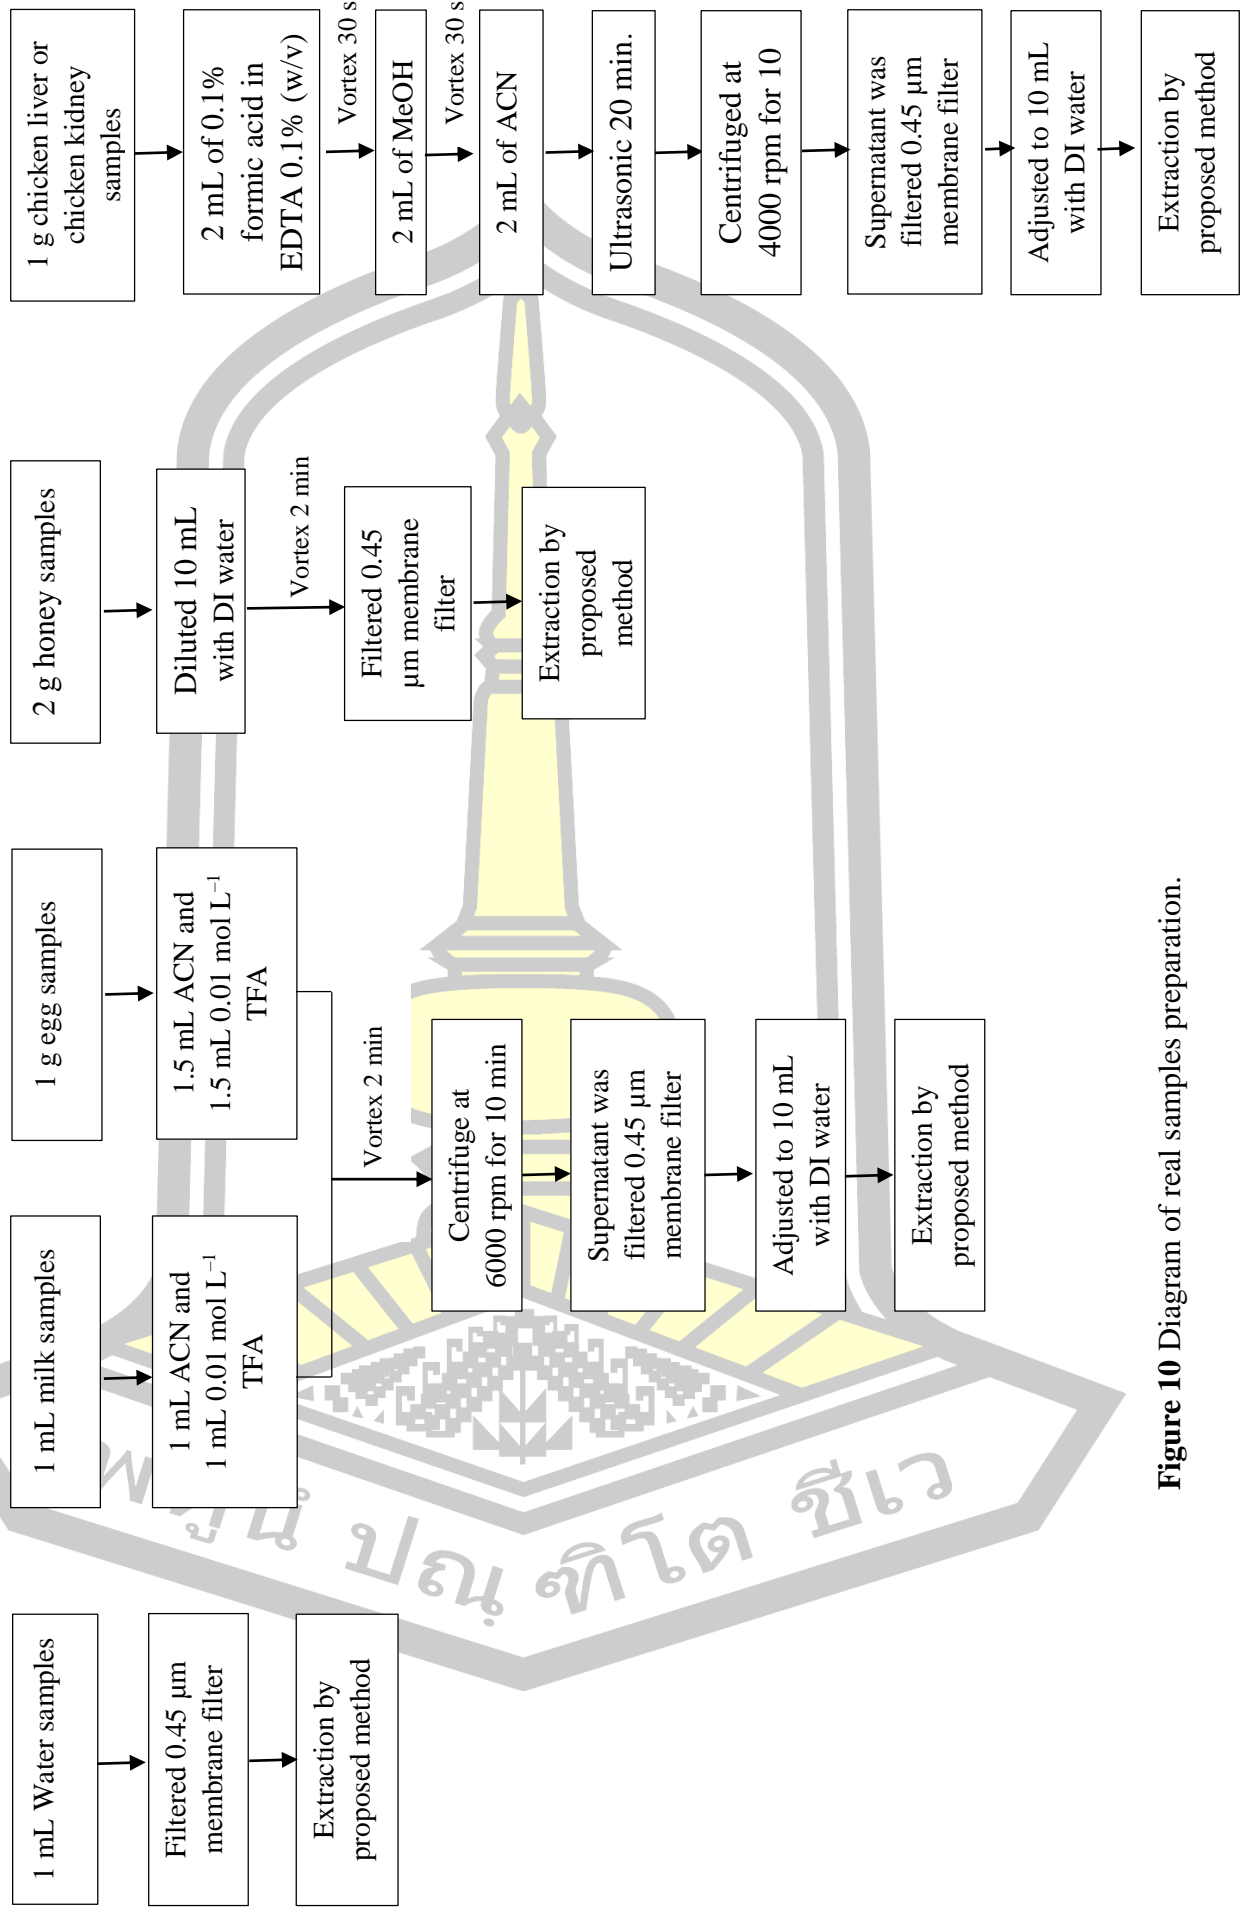 1 mL Water samples
Filtered 0.45 µm
membrane filter
Extraction by
proposed method
1 mL milk samples
1 mL ACN and
1 mL 0.01 mol L⁻¹
TFA
1 g egg samples
1.5 mL ACN and
1.5 mL 0.01 mol L⁻¹
TFA
Vortex 2 min
Centrifuge at
6000 rpm for 10 min
Supernatant was
filtered 0.45 µm
membrane filter
Adjusted to 10 mL
with DI water
Extraction by
proposed method
2 g honey samples
Diluted 10 mL
with DI water
Vortex 2 min
Filtered 0.45
µm membrane
filter
Extraction by
proposed
method
1 g chicken liver or
chicken kidney
samples
2 mL of 0.1%
formic acid in
EDTA 0.1% (w/v)
Vortex 30 s
2 mL of MeOH
Vortex 30 s
2 mL of ACN
Ultrasonic 20 min.
Centrifuged at
4000 rpm for 10
Supernatant was
filtered 0.45 µm
membrane filter
Adjusted to 10 mL
with DI water
Extraction by
proposed method
ปณฺฑิโต ชีเว
Figure 10 Diagram of real samples preparation.